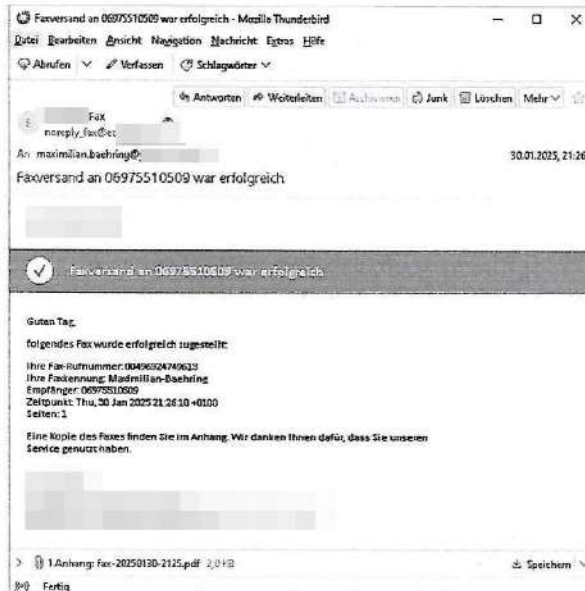 Faxversand an 06975510509 war erfolgreich - Mozilla Thunderbird
Datei Bearbeiten Ansicht Navigation Nachricht Extras Hilfe
Abrufen Verfassen Schlagwörter
Antworten Weiterleiten Archivieren Junk Löschen Mehr
Fax
noreply_fax@
An maximilian.baehring@
30.01.2025, 21:26
Faxversand an 06975510509 war erfolgreich
Faxversand an 06975510509 war erfolgreich
Guten Tag,
folgendes Fax wurde erfolgreich zugestellt:
Ihre Fax-Rufnummer: 00496924749613
Ihre Faxkennung: Maximilian-Baehring
Empfänger: 06975510509
Zeitpunkt: Thu, 30 Jan 2025 21:26:10 +0100
Seiten: 1
Eine Kopie des Faxes finden Sie im Anhang. Wir danken Ihnen dafür, dass Sie unseren
Service genutzt haben.
1 Anhang: Fax-20250130-2125.pdf 2,0 KB
Speichern
Fertig